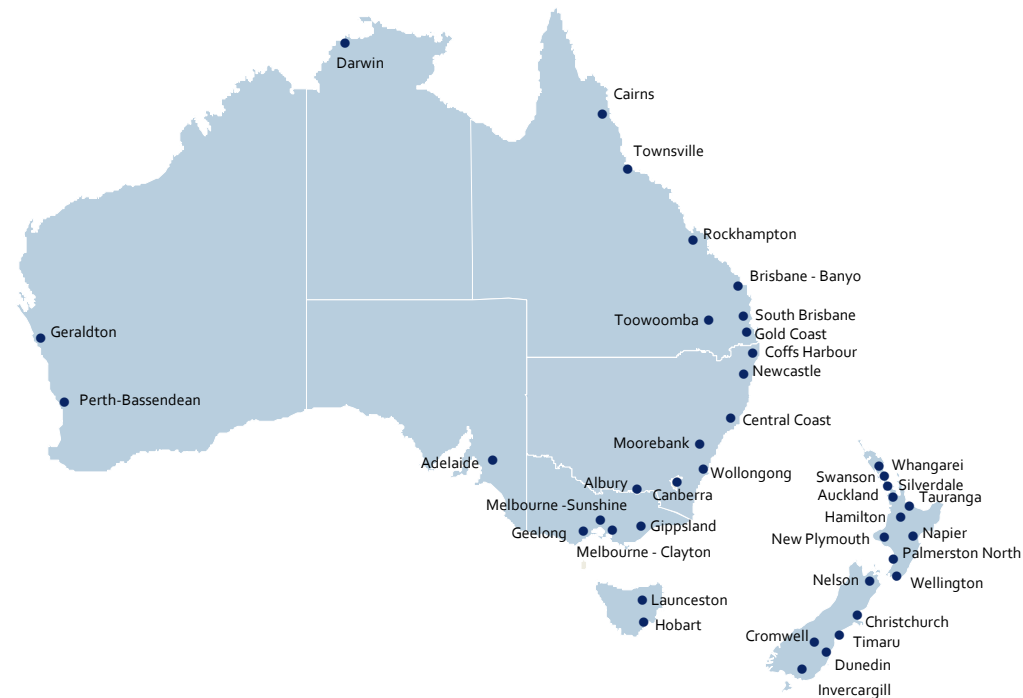 Darwin
Cairns
Townsville
Rockhampton
Brisbane - Banyo
South Brisbane
Toowoomba
Gold Coast
Geraldton
Coffs Harbour
Newcastle
Perth-Bassendean
Central Coast
Moorebank
Adelaide
Wollongong
Whangarei
Swanson
Silverdale
Albury
Canberra
Auckland
Tauranga
Melbourne -Sunshine
Hamilton
Geelong
Gippsland
Napier
New Plymouth
Melbourne - Clayton
Palmerston North
Nelson
Wellington
Launceston
Hobart
Christchurch
Cromwell
Timaru
Dunedin
Invercargill